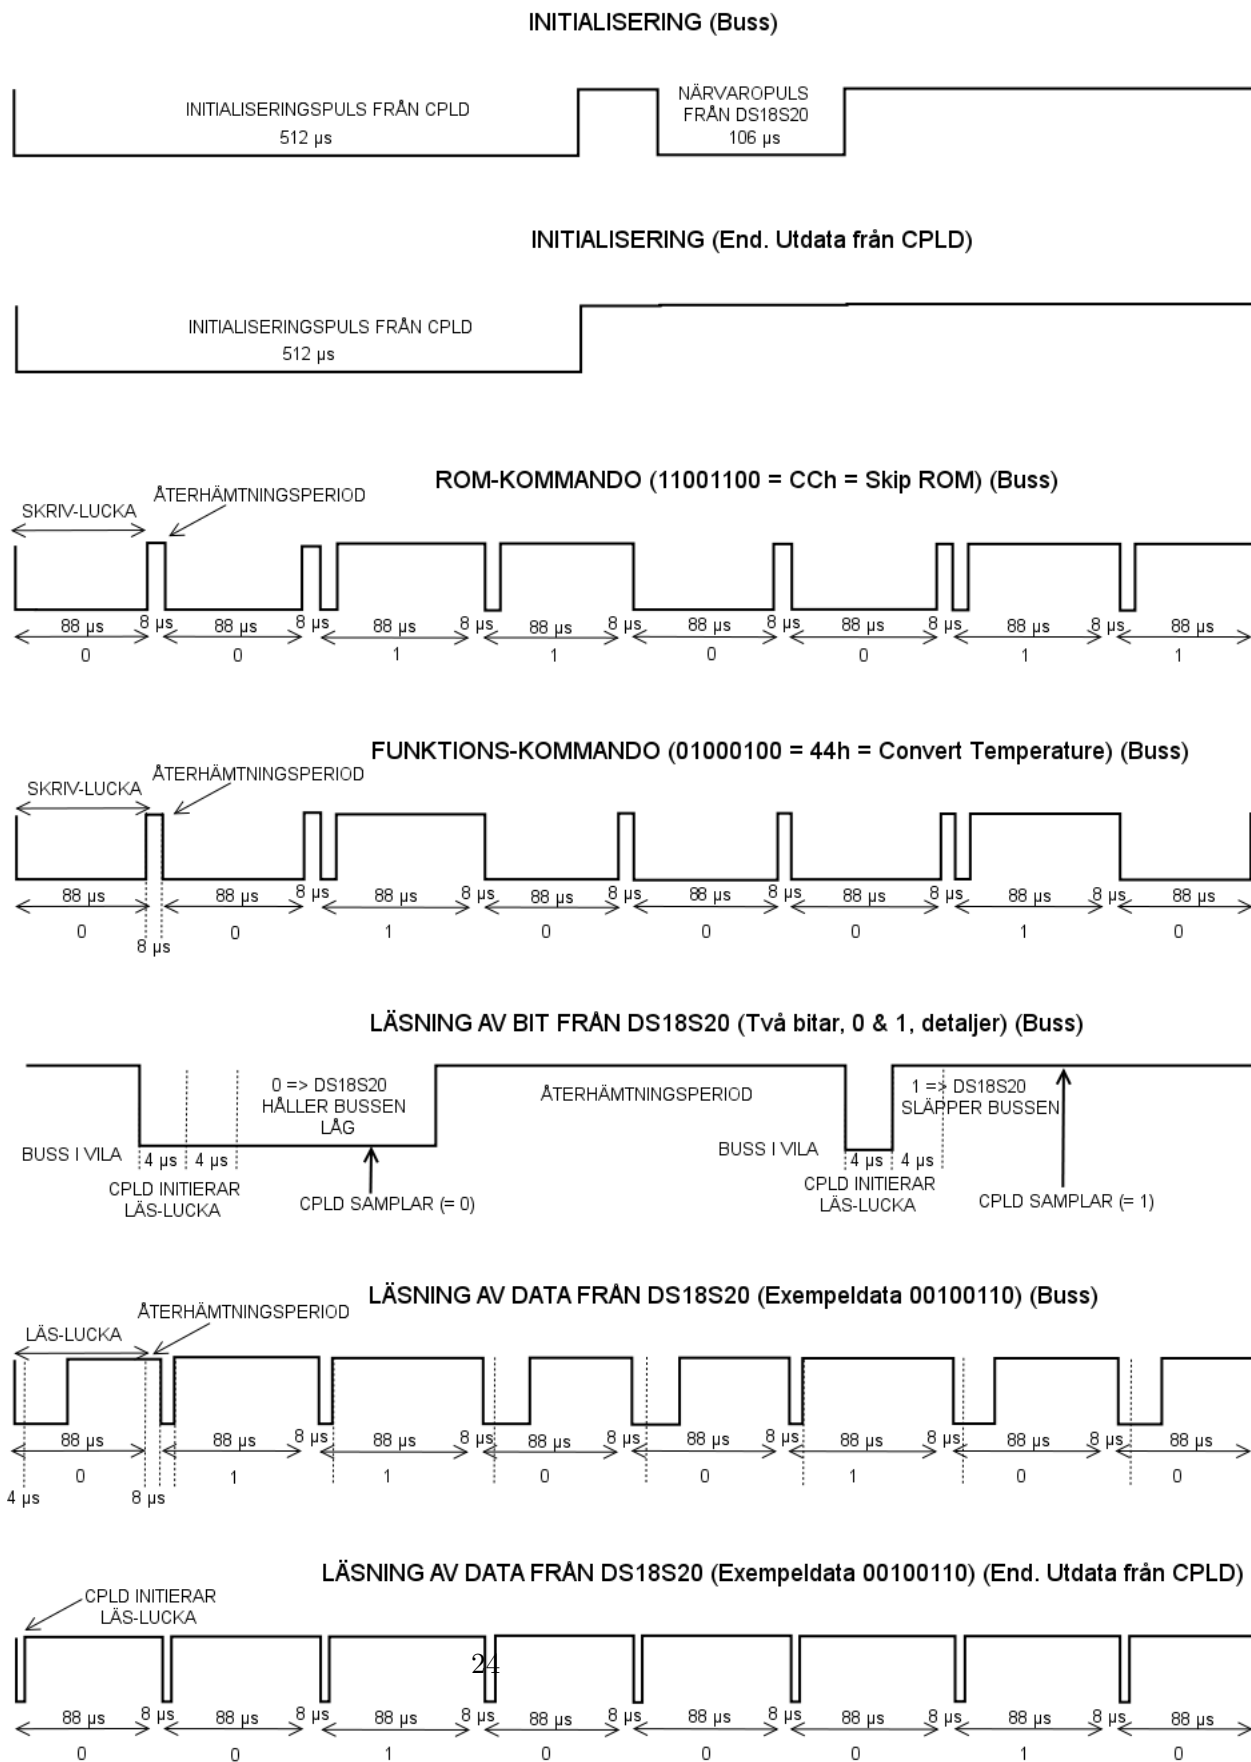 INITIALISERING (Buss)
INITIALISERINGSPULS FRÅN CPLD
512 µs
NÄRVAROPULS
FRÅN DS18S20
106 µs
INITIALISERING (End. Utdata från CPLD)
INITIALISERINGSPULS FRÅN CPLD
512 µs
ROM-KOMMANDO (11001100 = CCh = Skip ROM) (Buss)
SKRIV-LUCKA
ÅTERHÄMTNINGSPERIOD
88 µs 8 µs 88 µs 8 µs 88 µs 8 µs 88 µs 8 µs 88 µs 8 µs 88 µs 8 µs 88 µs 8 µs 88 µs
0 0 1 1 0 0 1 1
FUNKTIONS-KOMMANDO (01000100 = 44h = Convert Temperature) (Buss)
SKRIV-LUCKA
ÅTERHÄMTNINGSPERIOD
88 µs 88 µs 8 µs 88 µs 8 µs 88 µs 8 µs 88 µs 8 µs 88 µs 8 µs 88 µs 8 µs 88 µs
0 8 µs 0 1 0 0 0 1 0
LÄSNING AV BIT FRÅN DS18S20 (Två bitar, 0 & 1, detaljer) (Buss)
0 => DS18S20
HÅLLER BUSSEN
LÅG
ÅTERHÄMTNINGSPERIOD
1 => DS18S20
SLÄPPER BUSSEN
BUSS I VILA
4 µs 4 µs
CPLD INITIERAR
LÄS-LUCKA
CPLD SAMPLAR (= 0)
BUSS I VILA
4 µs 4 µs
CPLD INITIERAR
LÄS-LUCKA
CPLD SAMPLAR (= 1)
LÄSNING AV DATA FRÅN DS18S20 (Exempeldata 00100110) (Buss)
LÄS-LUCKA
ÅTERHÄMTNINGSPERIOD
88 µs 88 µs 8 µs 88 µs 8 µs 88 µs 8 µs 88 µs 8 µs 88 µs 8 µs 88 µs 8 µs 88 µs
0 1 1 0 0 1 0 0
4 µs 8 µs
LÄSNING AV DATA FRÅN DS18S20 (Exempeldata 00100110) (End. Utdata från CPLD)
CPLD INITIERAR
LÄS-LUCKA
24
88 µs 8 µs 88 µs 8 µs 88 µs 8 µs 88 µs 8 µs 88 µs 8 µs 88 µs 8 µs 88 µs 8 µs 88 µs
0 0 1 0 0 0 1 0